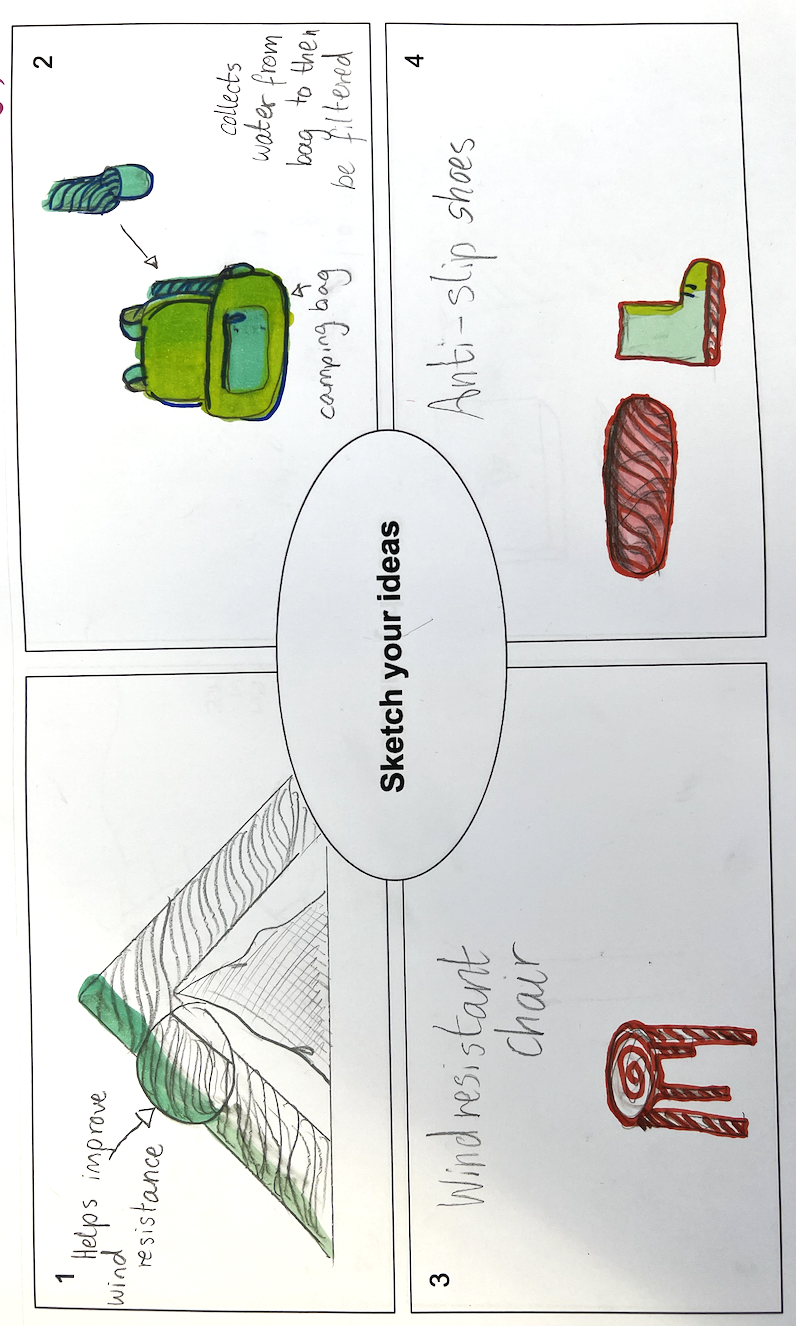 1
Helps improve
wind
resistance
2
collects
water from
bag to then
be filtered
camping bag
Sketch your ideas
3
Wind resistant
chair
4
Anti-slip shoes